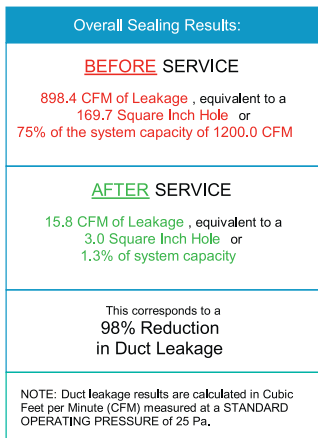 Overall Sealing Results:
BEFORE SERVICE
898.4 CFM of Leakage , equivalent to a
169.7 Square Inch Hole or
75% of the system capacity of 1200.0 CFM
AFTER SERVICE
15.8 CFM of Leakage , equivalent to a
3.0 Square Inch Hole or
1.3% of system capacity
This corresponds to a
98% Reduction
in Duct Leakage
NOTE: Duct leakage results are calculated in Cubic
Feet per Minute (CFM) measured at a STANDARD
OPERATING PRESSURE of 25 Pa.